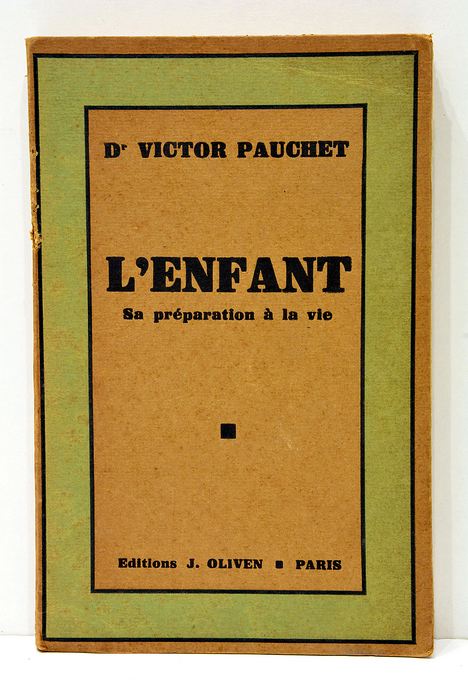 Dr VICTOR PAUCHET
L'ENFANT
Sa préparation à la vie
Editions J. OLIVEN ■ PARIS